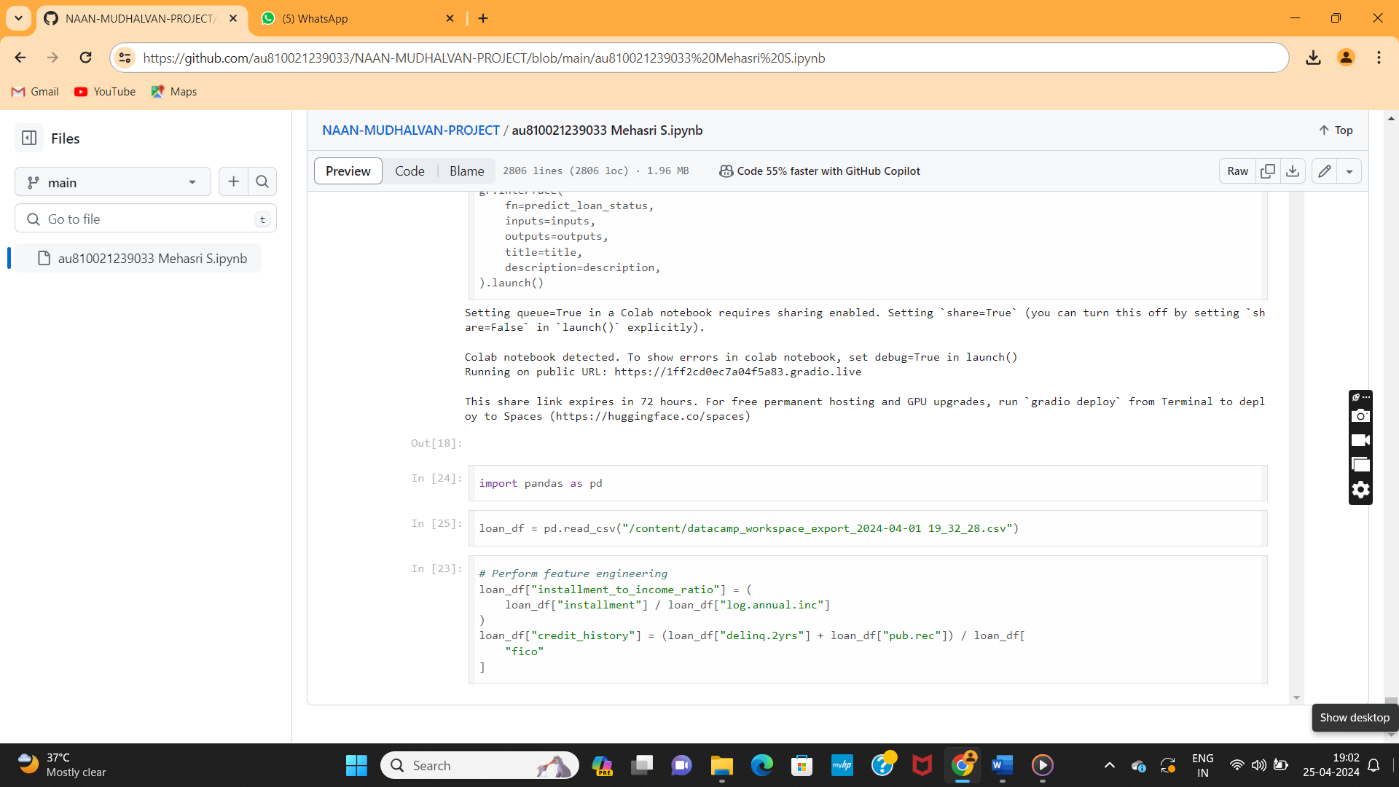 NAAN-MUDHALVAN-PROJECT/
(5) WhatsApp
https://github.com/au810021239033/NAAN-MUDHALVAN-PROJECT/blob/main/au810021239033%20Mehasri%20S.ipynb
Gmail
YouTube
Maps
Files
NAAN-MUDHALVAN-PROJECT / au810021239033 Mehasri S.ipynb
Top
main
Preview
Code
Blame
2806 lines (2806 loc) · 1.96 MB
Code 55% faster with GitHub Copilot
Raw
Go to file
t
au810021239033 Mehasri S.ipynb
gr.Interface(
fn=predict_loan_status,
inputs=inputs,
outputs=outputs,
title=title,
description=description,
).launch()
Setting queue=True in a Colab notebook requires sharing enabled. Setting `share=True` (you can turn this off by setting `sh
are=False` in `launch()` explicitly).
Colab notebook detected. To show errors in colab notebook, set debug=True in launch()
Running on public URL: https://1ff2cd0ec7a04f5a83.gradio.live
This share link expires in 72 hours. For free permanent hosting and GPU upgrades, run `gradio deploy` from Terminal to depl
oy to Spaces (https://huggingface.co/spaces)
Out[18]:
In [24]:
import pandas as pd
In [25]:
loan_df = pd.read_csv("/content/datacamp_workspace_export_2024-04-01 19_32_28.csv")
In [23]:
# Perform feature engineering
loan_df["installment_to_income_ratio"] = (
loan_df["installment"] / loan_df["log.annual.inc"]
)
loan_df["credit_history"] = (loan_df["delinq.2yrs"] + loan_df["pub.rec"]) / loan_df[
"fico"
]
Show desktop
37°C
Mostly clear
Search
PRE
myhp
ENG
IN
19:02
25-04-2024